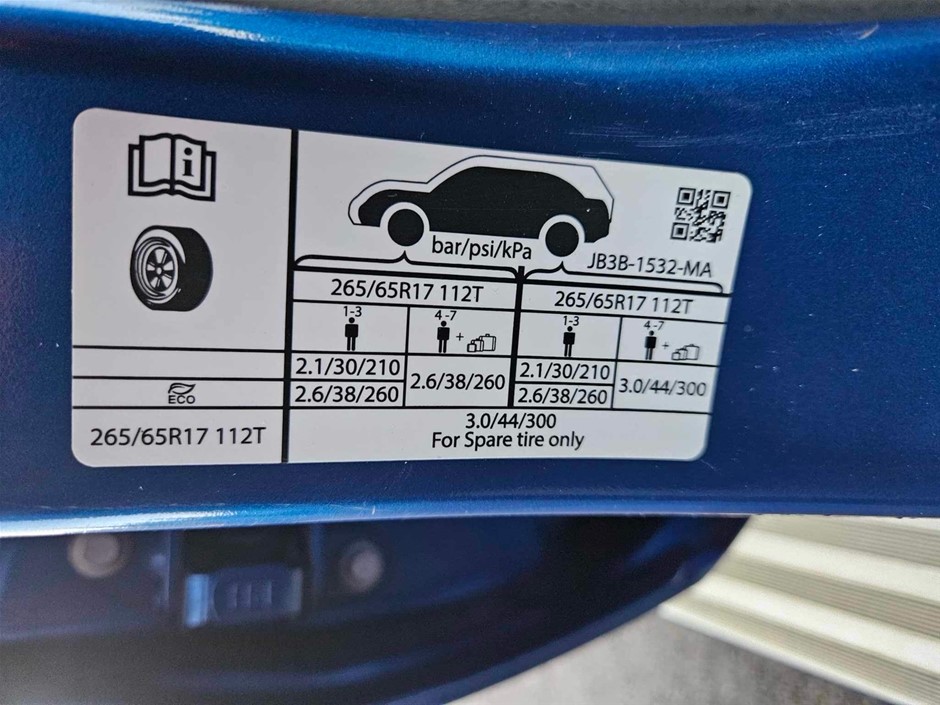 i
bar/psi/kPa
JB3B-1532-MA
265/65R17 112T
265/65R17 112T
1-3
4-7
1-3
4-7
+
+
2.1/30/210
2.6/38/260
2.1/30/210
3.0/44/300
ECO
2.6/38/260
2.6/38/260
265/65R17 112T
3.0/44/300
For Spare tire only